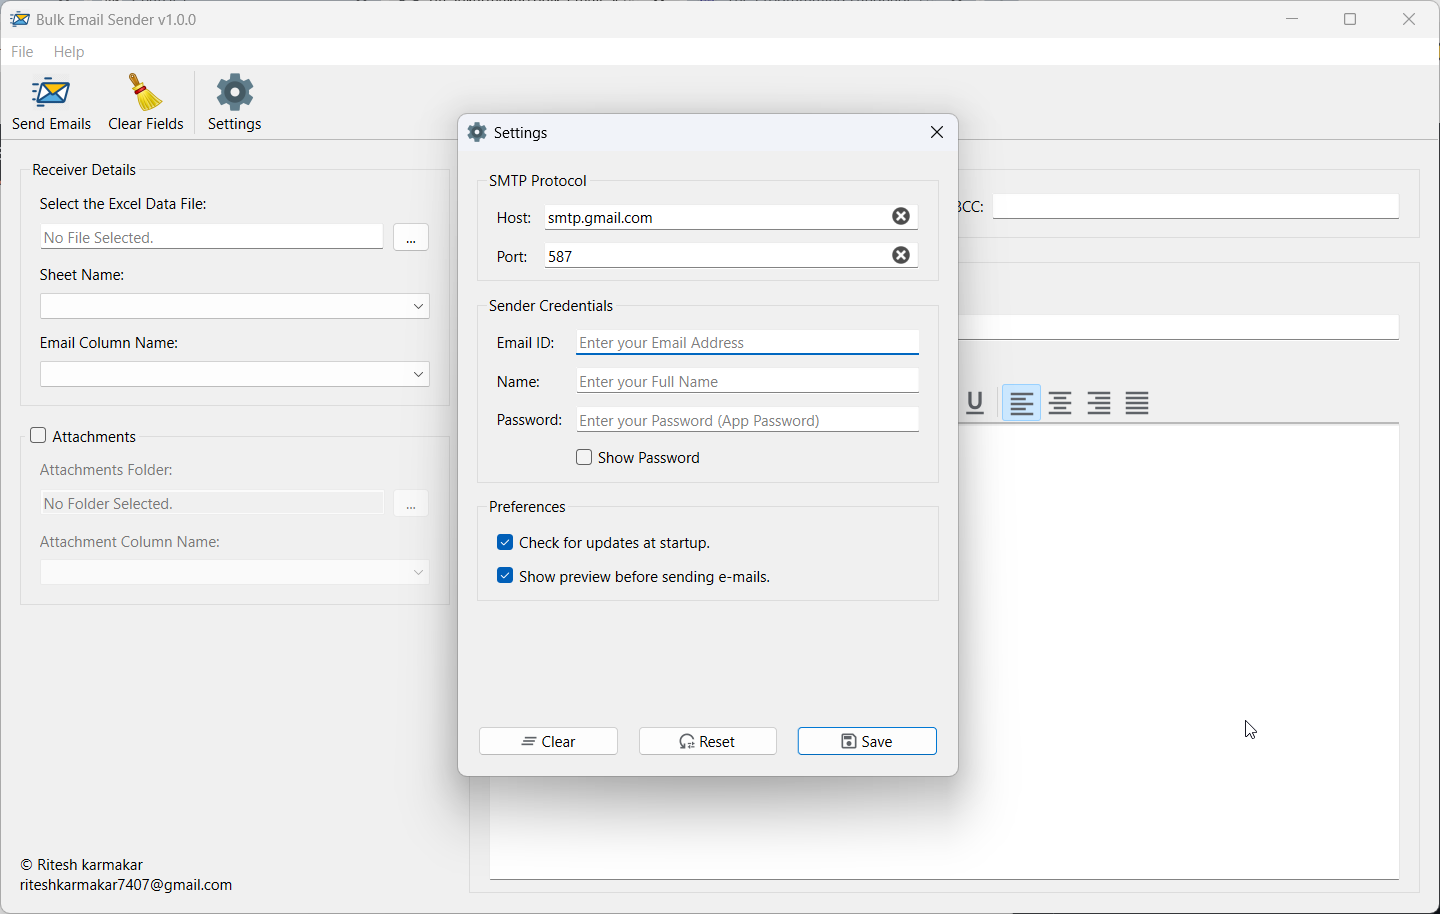 Bulk Email Sender v1.0.0
File Help
Send Emails Clear Fields Settings
Receiver Details
Select the Excel Data File:
No File Selected. ...
Sheet Name:
Email Column Name:
Attachments
Attachments Folder:
No Folder Selected. ...
Attachment Column Name:
© Ritesh karmakar
riteshkarmakar7407@gmail.com
Settings
SMTP Protocol
Host: smtp.gmail.com
Port: 587
Sender Credentials
Email ID: Enter your Email Address
Name: Enter your Full Name
Password: Enter your Password (App Password)
Show Password
Preferences
Check for updates at startup.
Show preview before sending e-mails.
Clear Reset Save
BCC:
U